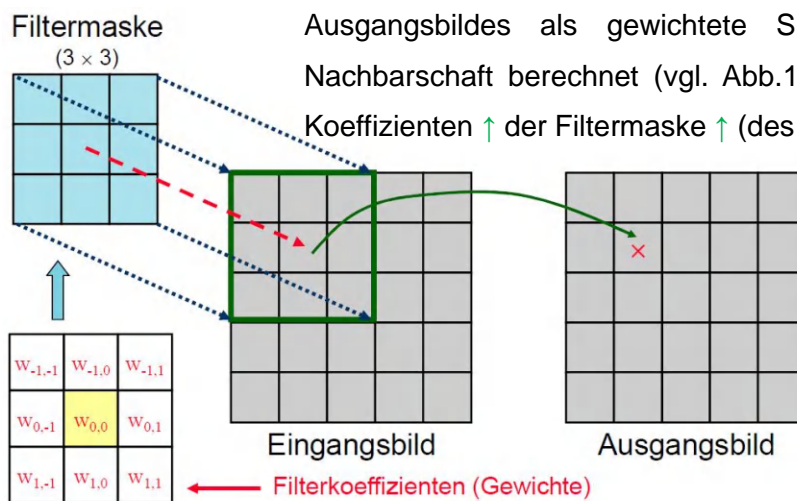 Filtermaske
(3 × 3)
Ausgangsbildes als gewichtete S
Nachbarschaft berechnet (vgl. Abb.1
Koeffizienten ↑ der Filtermaske ↑ (des
w-1,-1 w-1,0 w-1,1
w0,-1 w0,0 w0,1
w1,-1 w1,0 w1,1
Eingangsbild
Ausgangsbild
Filterkoeffizienten (Gewichte)